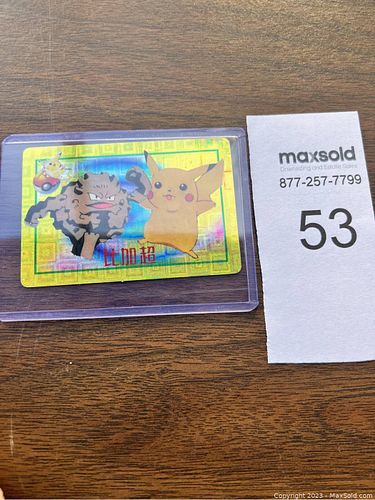 比加超
maxsold
Downsizing and Estate Sales
877-257-7799
53
Copyright 2023 - MaxSold.com